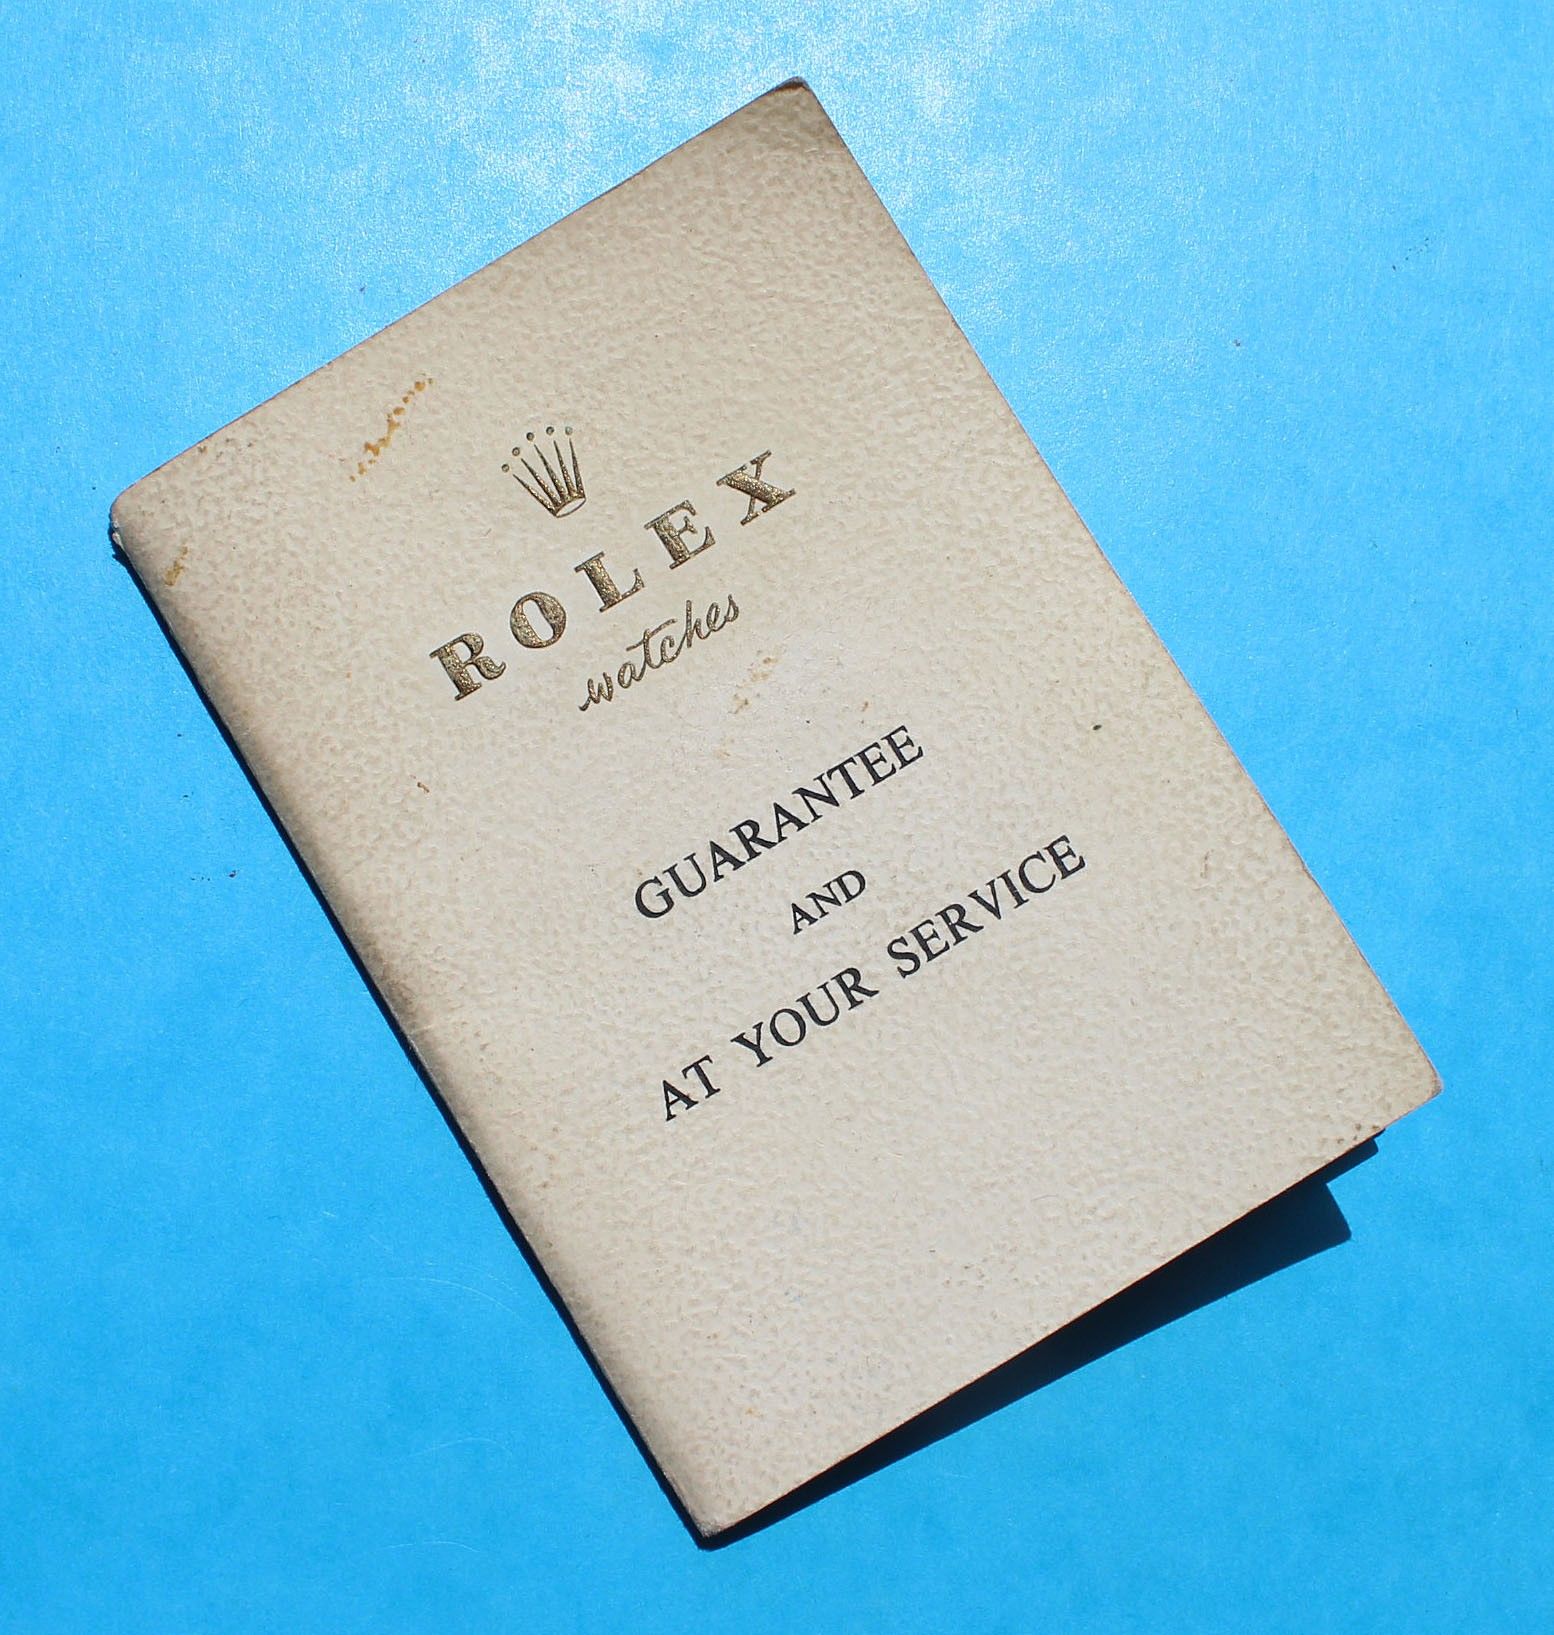 ROLEX
watches
GUARANTEE
AND
AT YOUR SERVICE